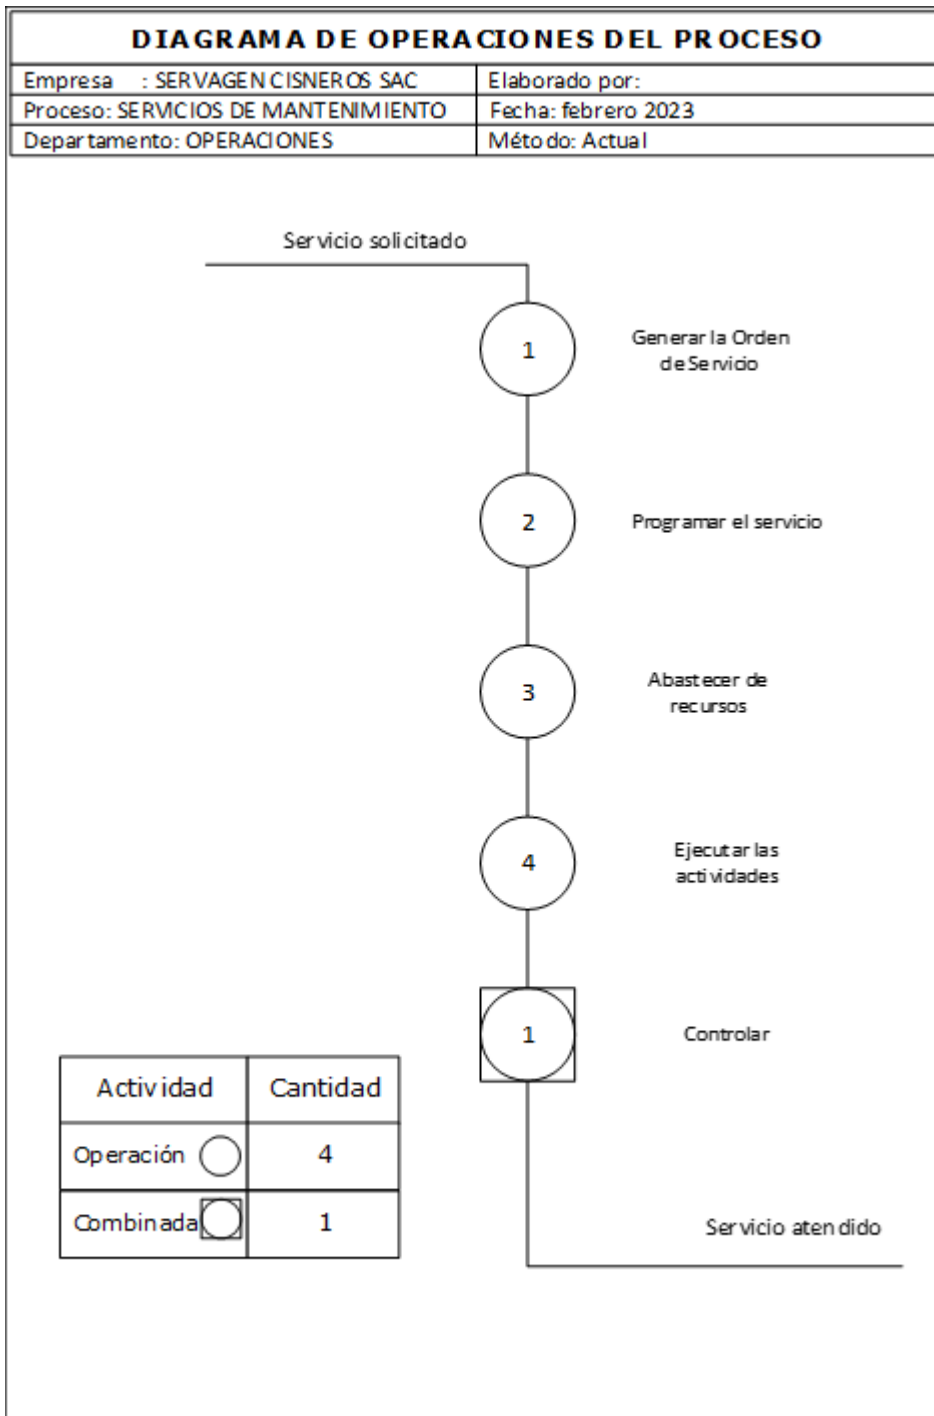 DIAGRAMA DE OPERACIONES DEL PROCESO
Empresa : SERVAGEN CISNEROS SAC
Elaborado por:
Proceso: SERVICIOS DE MANTENIMIENTO
Fecha: febrero 2023
Departamento: OPERACIONES
Método: Actual
Servicio solicitado
1
Generar la Orden
de Servicio
2
Programar el servicio
3
Abastecer de
recursos
4
Ejecutar las
actividades
1
Controlar
Actividad
Cantidad
Operación
4
Combinada
1
Servicio atendido